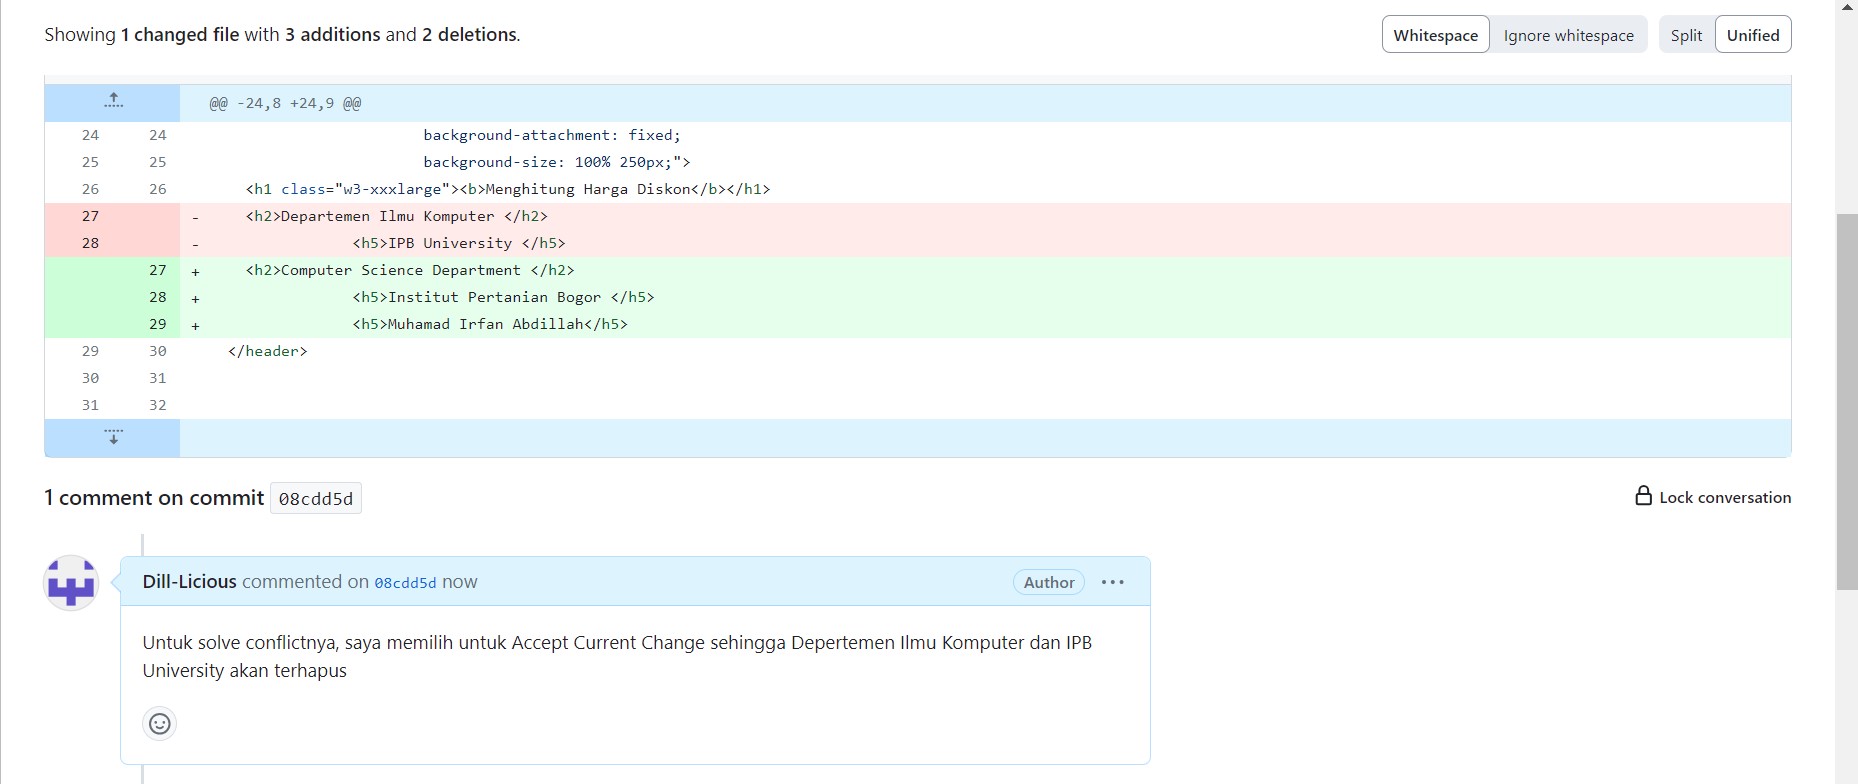 Showing 1 changed file with 3 additions and 2 deletions.
Whitespace Ignore whitespace Split Unified
@@ -24,8 +24,9 @@
24 24 background-attachment: fixed;
25 25 background-size: 100% 250px;">
26 26 <h1 class="w3-xxxlarge"><b>Menghitung Harga Diskon</b></h1>
27 - <h2>Departemen Ilmu Komputer </h2>
28 - <h5>IPB University </h5>
27 + <h2>Computer Science Department </h2>
28 + <h5>Institut Pertanian Bogor </h5>
29 + <h5>Muhamad Irfan Abdillah</h5>
29 30 </header>
30 31
31 32
1 comment on commit 08cdd5d
Lock conversation
Dill-Licious commented on 08cdd5d now
Author
Untuk solve conflictnya, saya memilih untuk Accept Current Change sehingga Depertemen Ilmu Komputer dan IPB
University akan terhapus